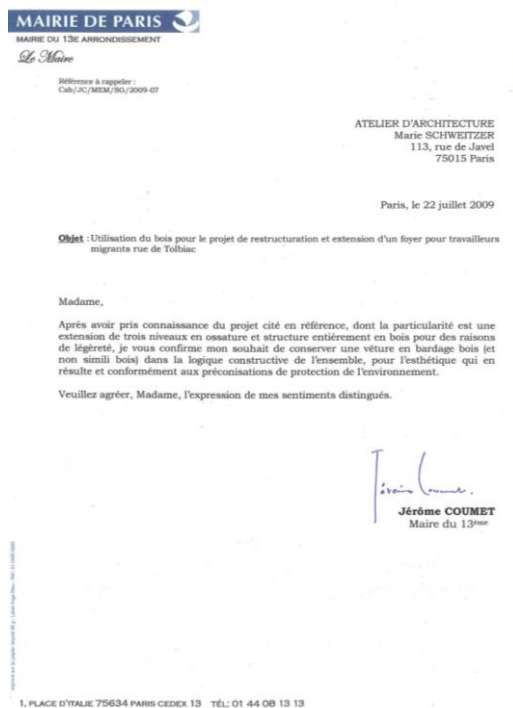 MAIRIE DE PARIS
MAIRIE DU 13E ARRONDISSEMENT
Le Maire
Référence à rappeler :
Cab/JC/MEM/SG/2009-07
ATELIER D'ARCHITECTURE
Marie SCHWEITZER
113, rue de Javel
75015 Paris
Paris, le 22 juillet 2009
Objet : Utilisation du bois pour le projet de restructuration et extension d'un foyer pour travailleurs
migrants rue de Tolbiac
Madame,
Après avoir pris connaissance du projet cité en référence, dont la particularité est une
extension de trois niveaux en ossature et structure entièrement en bois pour des raisons
de légèreté, je vous confirme mon souhait de conserver une vêture en bardage bois (et
non simili bois) dans la logique constructive de l'ensemble, pour l'esthétique qui en
résulte et conformément aux préconisations de protection de l'environnement.
Veuillez agréer, Madame, l'expression de mes sentiments distingués.
Jérôme Coumet.
Jérôme COUMET
Maire du 13ème
1, PLACE D'ITALIE 75634 PARIS CEDEX 13 TÉL: 01 44 08 13 13